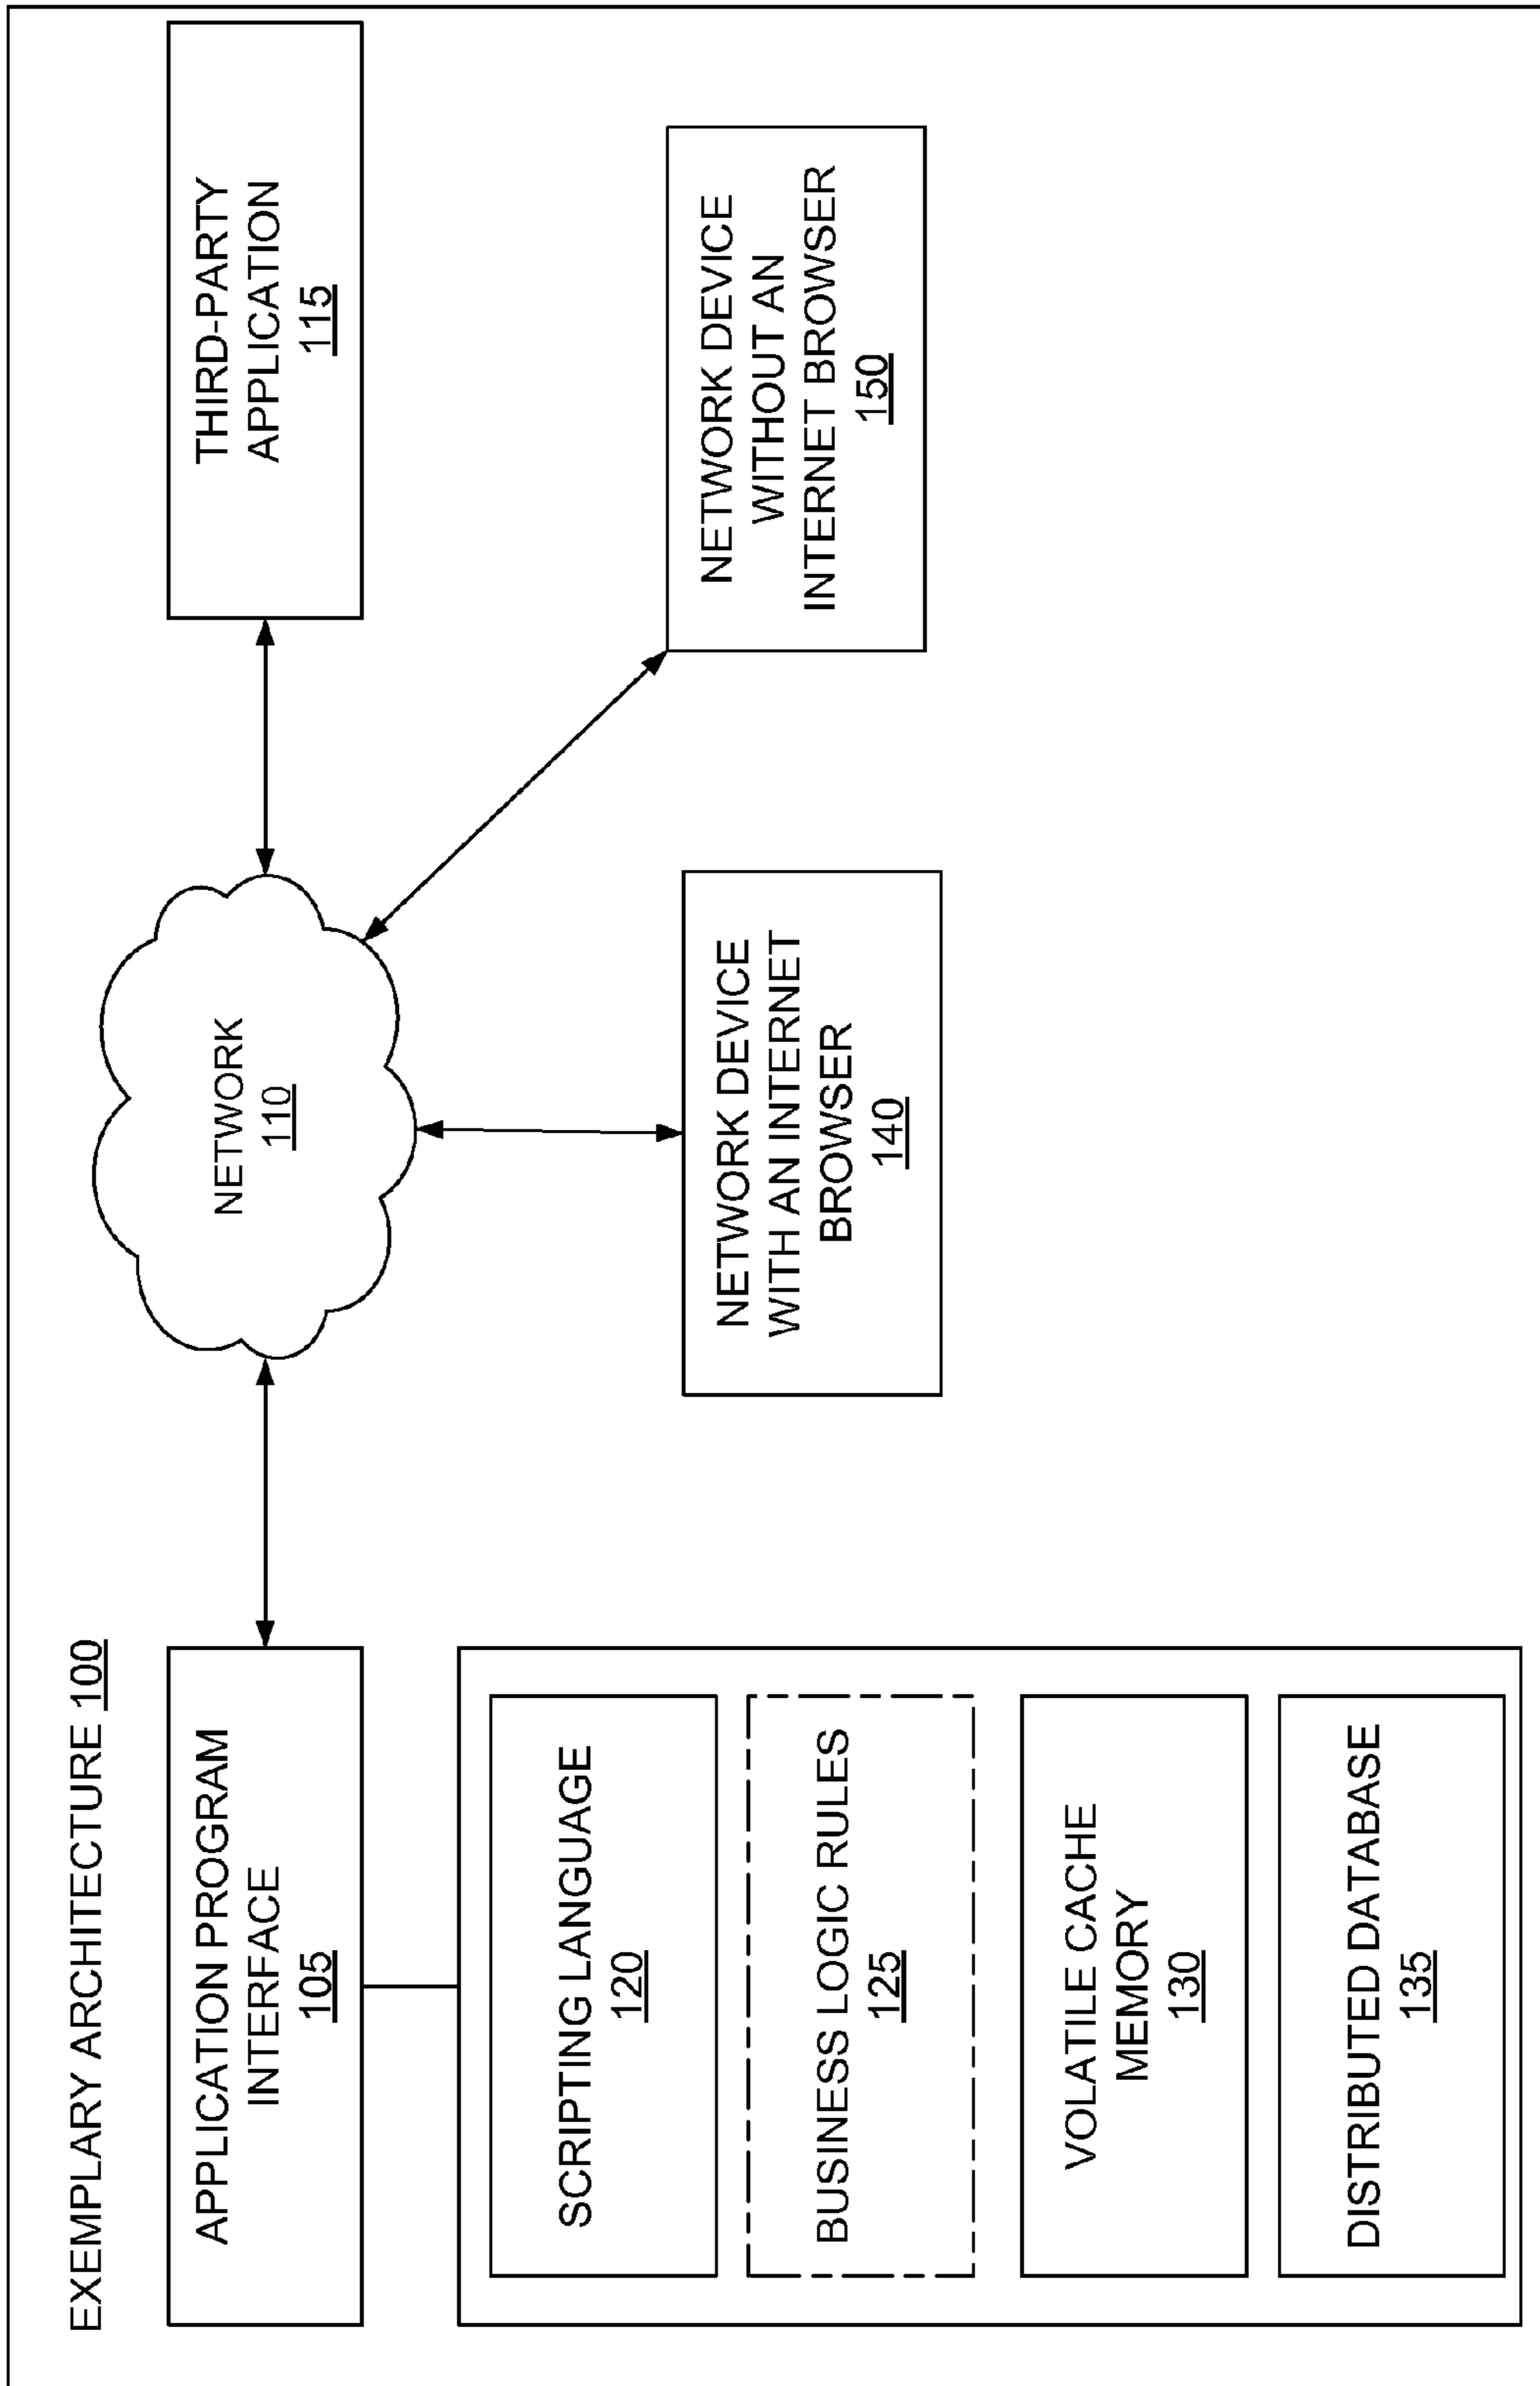 EXEMPLARY ARCHITECTURE 100
APPLICATION PROGRAM
INTERFACE
105
NETWORK
110
THIRD-PARTY
APPLICATION
115
SCRIPTING LANGUAGE
120
BUSINESS LOGIC RULES
125
VOLATILE CACHE
MEMORY
130
DISTRIBUTED DATABASE
135
NETWORK DEVICE
WITH AN INTERNET
BROWSER
140
NETWORK DEVICE
WITHOUT AN
INTERNET BROWSER
150